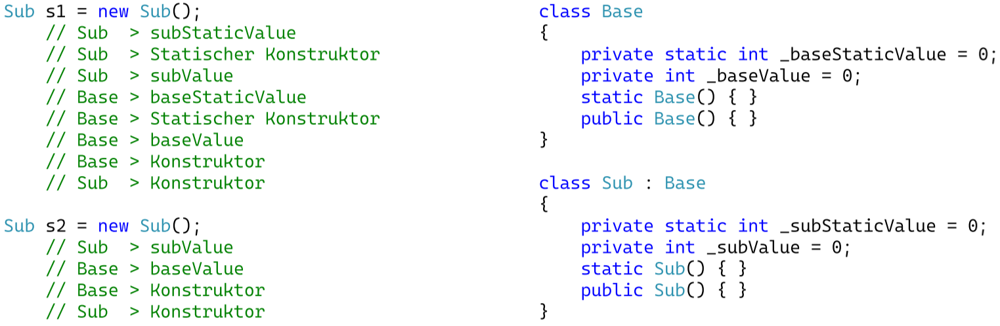 Sub s1 = new Sub();
    // Sub  > subStaticValue
    // Sub  > Statischer Konstruktor
    // Sub  > subValue
    // Base > baseStaticValue
    // Base > Statischer Konstruktor
    // Base > baseValue
    // Base > Konstruktor
    // Sub  > Konstruktor
Sub s2 = new Sub();
    // Sub  > subValue
    // Base > baseValue
    // Base > Konstruktor
    // Sub  > Konstruktor
class Base
{
    private static int _baseStaticValue = 0;
    private int _baseValue = 0;
    static Base() { }
    public Base() { }
}
class Sub : Base
{
    private static int _subStaticValue = 0;
    private int _subValue = 0;
    static Sub() { }
    public Sub() { }
}